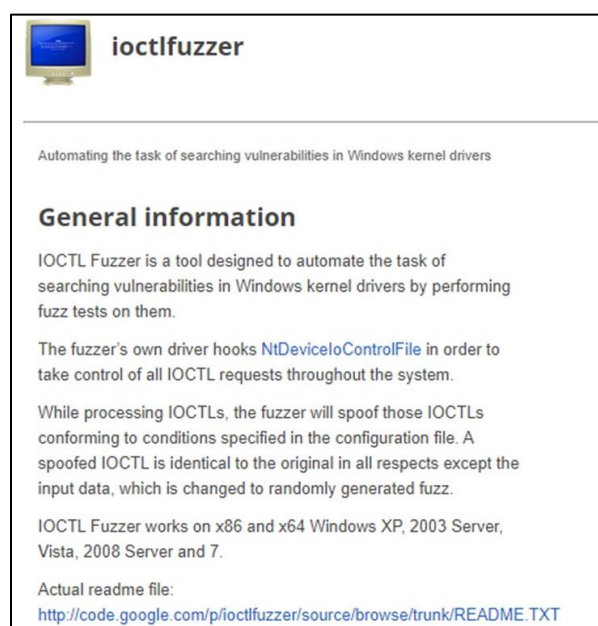 ioctlfuzzer
Automating the task of searching vulnerabilities in Windows kernel drivers
General information
IOCTL Fuzzer is a tool designed to automate the task of
searching vulnerabilities in Windows kernel drivers by performing
fuzz tests on them.
The fuzzer's own driver hooks NtDeviceIoControlFile in order to
take control of all IOCTL requests throughout the system.
While processing IOCTLs, the fuzzer will spoof those IOCTLs
conforming to conditions specified in the configuration file. A
spoofed IOCTL is identical to the original in all respects except the
input data, which is changed to randomly generated fuzz.
IOCTL Fuzzer works on x86 and x64 Windows XP, 2003 Server,
Vista, 2008 Server and 7.
Actual readme file:
http://code.google.com/p/ioctlfuzzer/source/browse/trunk/README.TXT